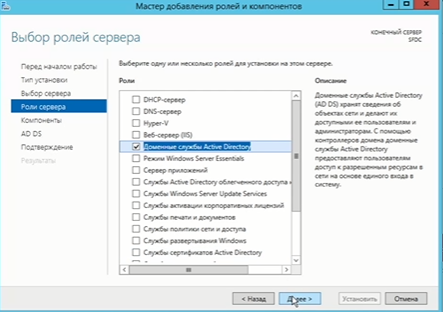 Мастер добавления ролей и компонентов
Выбор ролей сервера
КОНЕЧНЫЙ СЕРВЕР
SPDC
Перед началом работы
Тип установки
Выбор сервера
Роли сервера
Компоненты
AD DS
Подтверждение
Результаты
Выберите одну или несколько ролей для установки на этом сервере.
Роли
DHCP-сервер
DNS-сервер
Hyper-V
Веб-сервер (IIS)
Доменные службы Active Directory
Режим Windows Server Essentials
Сервер приложений
Службы Active Directory облегченного доступа к
Службы Windows Server Update Services
Службы активации корпоративных лицензий
Службы печати и документов
Службы политики сети и доступа
Службы развертывания Windows
Службы сертификатов Active Directory
Описание
Доменные службы Active Directory
(AD DS) хранят сведения об
объектах сети и делают их
доступными ее пользователям и
администраторам. С помощью
контроллеров домена доменные
службы Active Directory
предоставляют пользователям
доступ к разрешенным ресурсам в
сети на основе единого входа в
систему.
< Назад
Далее >
Установить
Отмена